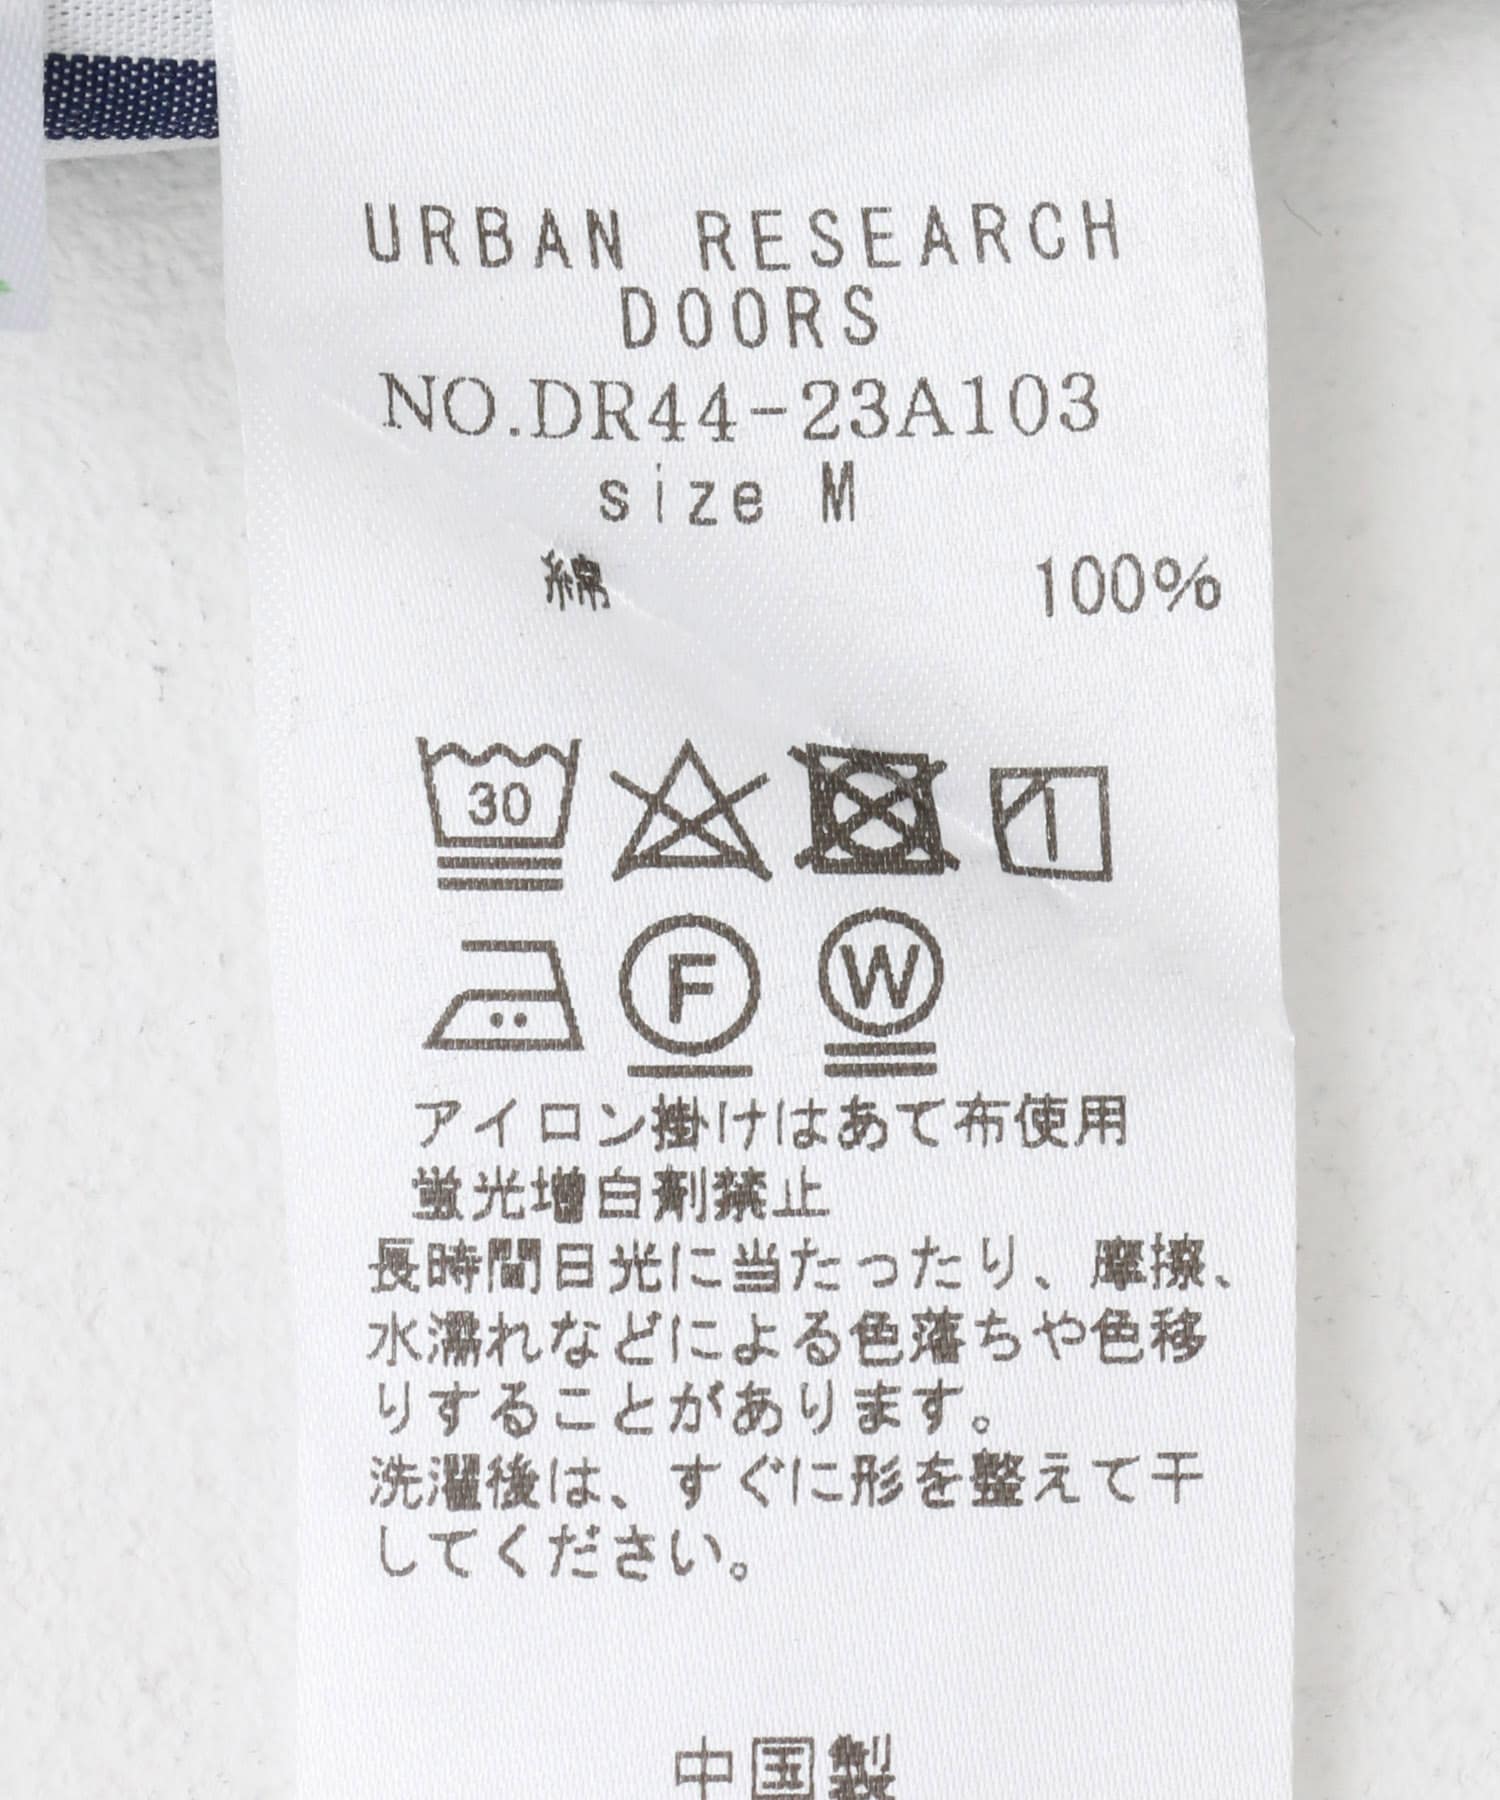 URBAN RESEARCH
DOORS
NO.DR44-23A103
size M
綿 100%
30
F W
アイロン掛けはあて布使用
蛍光増白剤禁止
長時間日光に当たったり、摩擦、
水濡れなどによる色落ちや色移
りすることがあります。
洗濯後は、すぐに形を整えて干
してください。
中国製